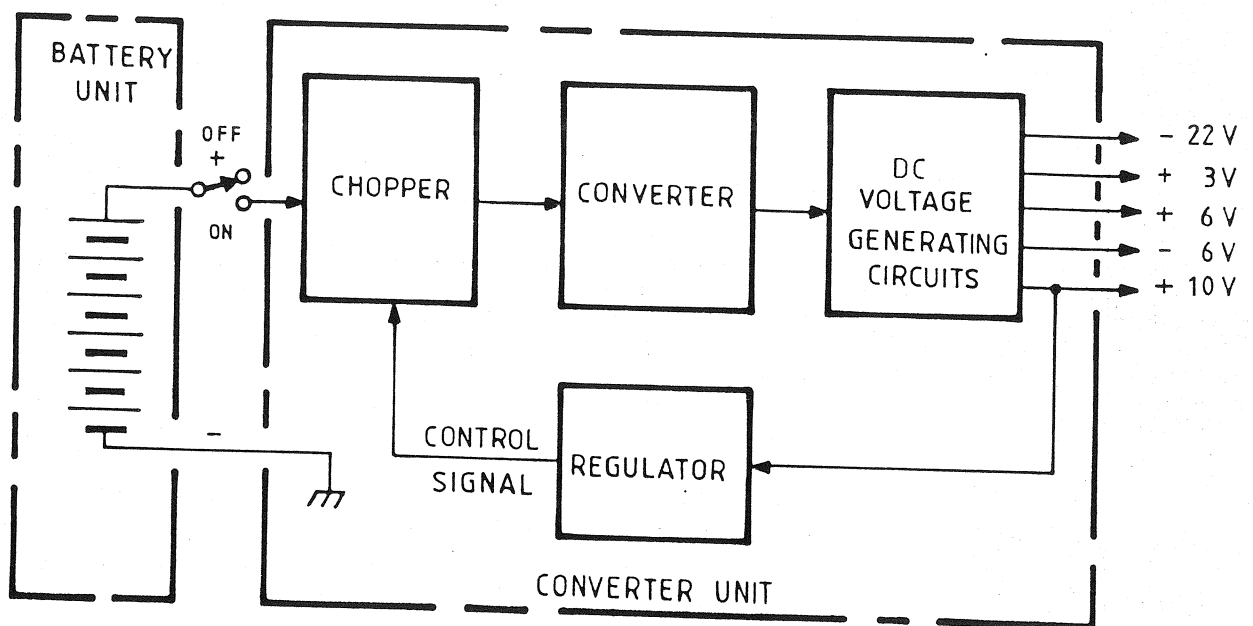 BATTERY
UNIT
OFF
+
ON
-
CHOPPER
CONVERTER
DC
VOLTAGE
GENERATING
CIRCUITS
- 22 V
+ 3 V
+ 6 V
- 6 V
+ 10 V
CONTROL
SIGNAL
REGULATOR
CONVERTER UNIT